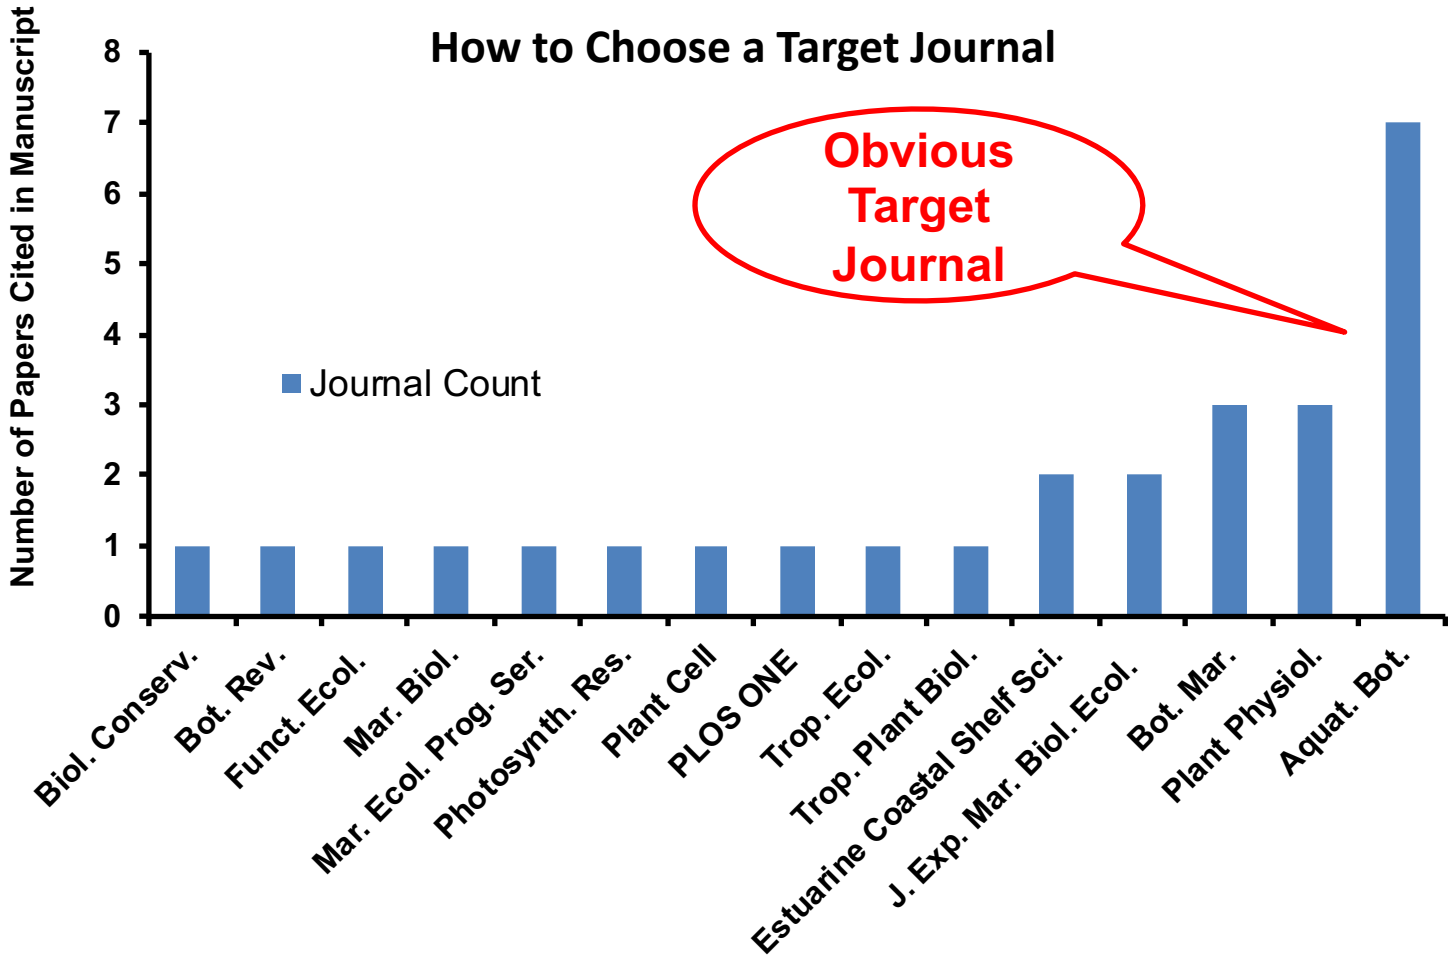 How to Choose a Target Journal
Number of Papers Cited in Manuscript
8
7
6
5
4
3
2
1
0
Obvious
Target
Journal
Journal Count
Biol. Conserv.
Bot. Rev.
Funct. Ecol.
Mar. Biol.
Mar. Ecol. Prog. Ser.
Photosynth. Res.
Plant Cell
PLOS ONE
Trop. Ecol.
Trop. Plant Biol.
Estuarine Coastal Shelf Sci.
J. Exp. Mar. Biol. Ecol.
Bot. Mar.
Plant Physiol.
Aquat. Bot.